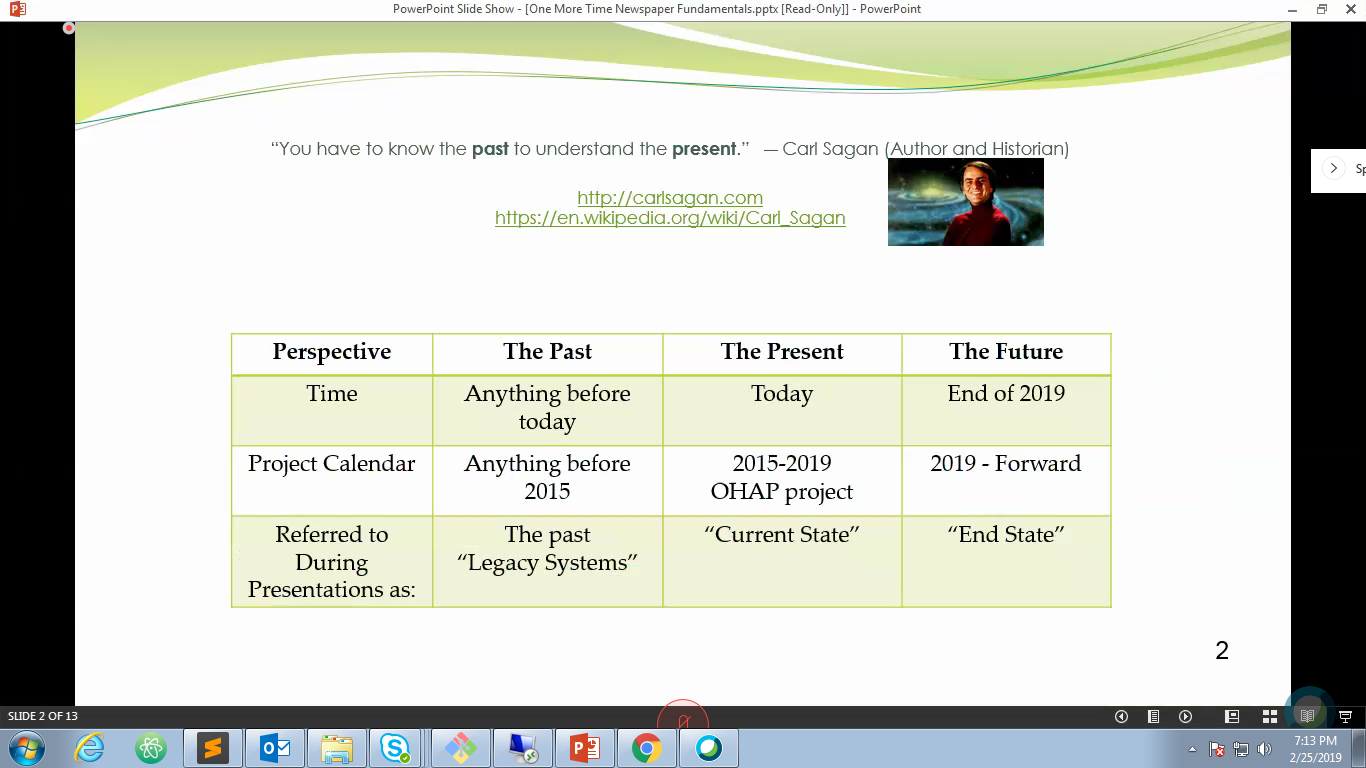 PowerPoint Slide Show - [One More Time Newspaper Fundamentals.pptx [Read-Only]] - PowerPoint
“You have to know the past to understand the present.” — Carl Sagan (Author and Historian)
http://carlsagan.com
https://en.wikipedia.org/wiki/Carl_Sagan
Sp
Perspective The Past The Present The Future
Time Anything before Today End of 2019
today
Project Calendar Anything before 2015-2019 2019 - Forward
2015 OHAP project
Referred to The past “Current State” “End State”
During “Legacy Systems”
Presentations as:
2
SLIDE 2 OF 13
7:13 PM
2/25/2019